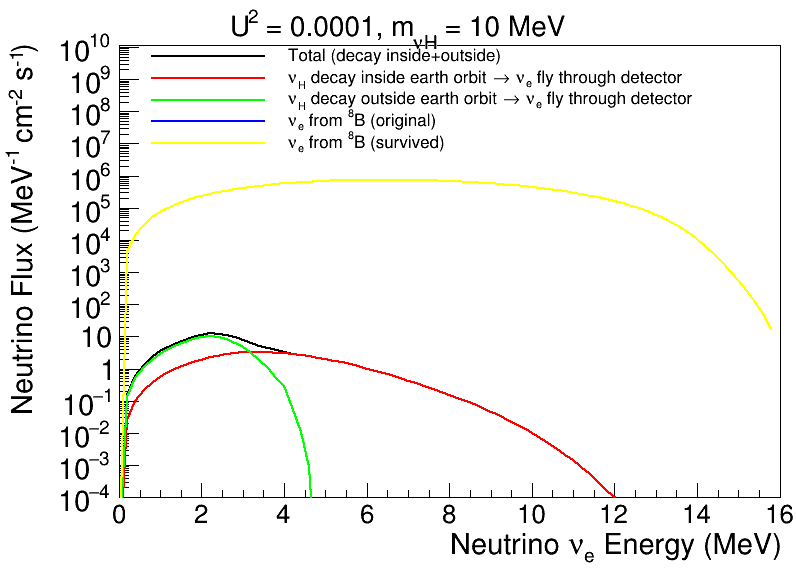 U² = 0.0001, m_νH = 10 MeV
Total (decay inside+outside)
ν_H decay inside earth orbit → ν_e fly through detector
ν_H decay outside earth orbit → ν_e fly through detector
ν_e from ⁸B (original)
ν_e from ⁸B (survived)
Neutrino Flux (MeV⁻¹ cm⁻² s⁻¹)
10¹⁰
10⁹
10⁸
10⁷
10⁶
10⁵
10⁴
10³
10²
10
1
10⁻¹
10⁻²
10⁻³
10⁻⁴
0 2 4 6 8 10 12 14 16
Neutrino ν_e Energy (MeV)